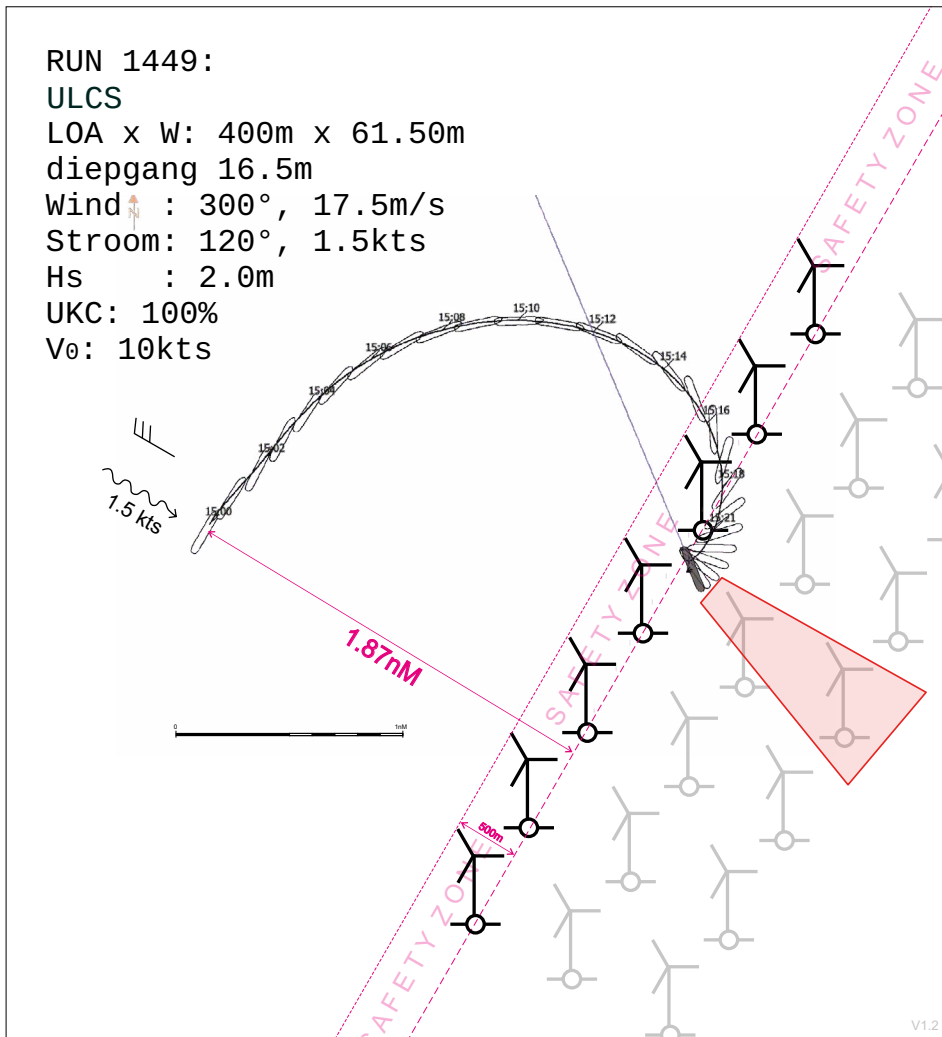 RUN 1449:
ULCS
LOA x W: 400m x 61.50m
diepgang 16.5m
Wind : 300°, 17.5m/s
N
Stroom: 120°, 1.5kts
Hs : 2.0m
UKC: 100%
V0: 10kts
SAFETY ZONE
15:10
15:08
15:12
15:06
15:14
15:04
15:16
15:02
15:18
1.5 kts
15:00
15:21
SAFETY ZONE
1.87nM
0
1nM
500m
SAFETY ZONE
V1.2